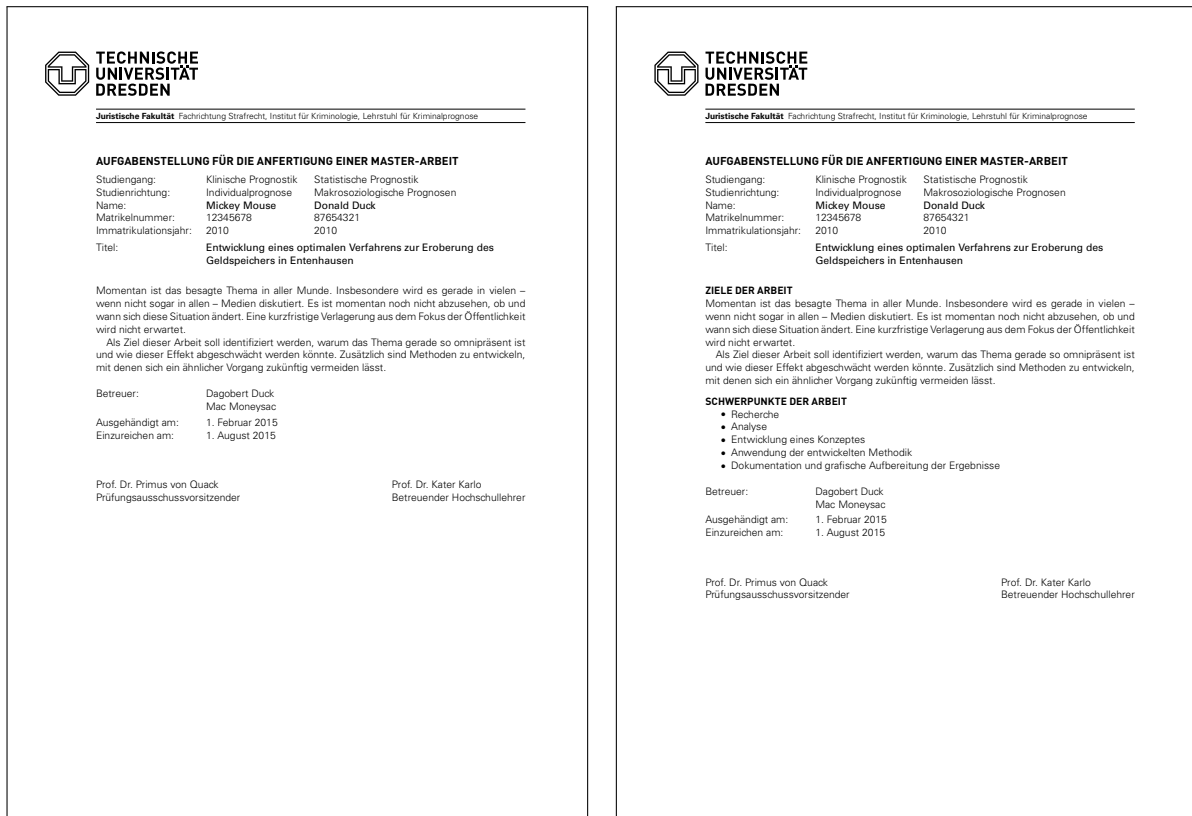 TECHNISCHE
UNIVERSITÄT
DRESDEN
Juristische Fakultät Fachrichtung Strafrecht, Institut für Kriminologie, Lehrstuhl für Kriminalprognose
AUFGABENSTELLUNG FÜR DIE ANFERTIGUNG EINER MASTER-ARBEIT
Studiengang: Klinische Prognostik Statistische Prognostik
Studienrichtung: Individualprognose Makrosoziologische Prognosen
Name: Mickey Mouse Donald Duck
Matrikelnummer: 12345678 87654321
Immatrikulationsjahr: 2010 2010
Titel: Entwicklung eines optimalen Verfahrens zur Eroberung des
Geldspeichers in Entenhausen
Momentan ist das besagte Thema in aller Munde. Insbesondere wird es gerade in vielen –
wenn nicht sogar in allen – Medien diskutiert. Es ist momentan noch nicht abzusehen, ob und
wann sich diese Situation ändert. Eine kurzfristige Verlagerung aus dem Fokus der Öffentlichkeit
wird nicht erwartet.
Als Ziel dieser Arbeit soll identifiziert werden, warum das Thema gerade so omnipräsent ist
und wie dieser Effekt abgeschwächt werden könnte. Zusätzlich sind Methoden zu entwickeln,
mit denen sich ein ähnlicher Vorgang zukünftig vermeiden lässt.
Betreuer: Dagobert Duck
Mac Moneysac
Ausgehändigt am: 1. Februar 2015
Einzureichen am: 1. August 2015
Prof. Dr. Primus von Quack Prof. Dr. Kater Karlo
Prüfungsausschussvorsitzender Betreuender Hochschullehrer
TECHNISCHE
UNIVERSITÄT
DRESDEN
Juristische Fakultät Fachrichtung Strafrecht, Institut für Kriminologie, Lehrstuhl für Kriminalprognose
AUFGABENSTELLUNG FÜR DIE ANFERTIGUNG EINER MASTER-ARBEIT
Studiengang: Klinische Prognostik Statistische Prognostik
Studienrichtung: Individualprognose Makrosoziologische Prognosen
Name: Mickey Mouse Donald Duck
Matrikelnummer: 12345678 87654321
Immatrikulationsjahr: 2010 2010
Titel: Entwicklung eines optimalen Verfahrens zur Eroberung des
Geldspeichers in Entenhausen
ZIELE DER ARBEIT
Momentan ist das besagte Thema in aller Munde. Insbesondere wird es gerade in vielen –
wenn nicht sogar in allen – Medien diskutiert. Es ist momentan noch nicht abzusehen, ob und
wann sich diese Situation ändert. Eine kurzfristige Verlagerung aus dem Fokus der Öffentlichkeit
wird nicht erwartet.
Als Ziel dieser Arbeit soll identifiziert werden, warum das Thema gerade so omnipräsent ist
und wie dieser Effekt abgeschwächt werden könnte. Zusätzlich sind Methoden zu entwickeln,
mit denen sich ein ähnlicher Vorgang zukünftig vermeiden lässt.
SCHWERPUNKTE DER ARBEIT
• Recherche
• Analyse
• Entwicklung eines Konzeptes
• Anwendung der entwickelten Methodik
• Dokumentation und grafische Aufbereitung der Ergebnisse
Betreuer: Dagobert Duck
Mac Moneysac
Ausgehändigt am: 1. Februar 2015
Einzureichen am: 1. August 2015
Prof. Dr. Primus von Quack Prof. Dr. Kater Karlo
Prüfungsausschussvorsitzender Betreuender Hochschullehrer